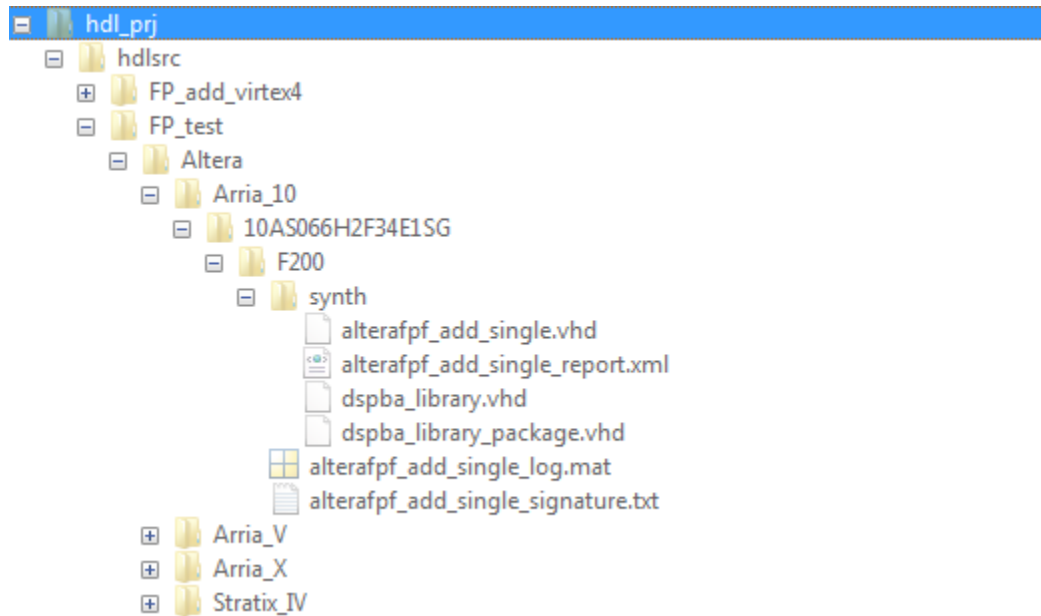 hdl_prj
hdlsrc
FP_add_virtex4
FP_test
Altera
Arria_10
10AS066H2F34E1SG
F200
synth
alterafpf_add_single.vhd
alterafpf_add_single_report.xml
dspba_library.vhd
dspba_library_package.vhd
alterafpf_add_single_log.mat
alterafpf_add_single_signature.txt
Arria_V
Arria_X
Stratix_IV